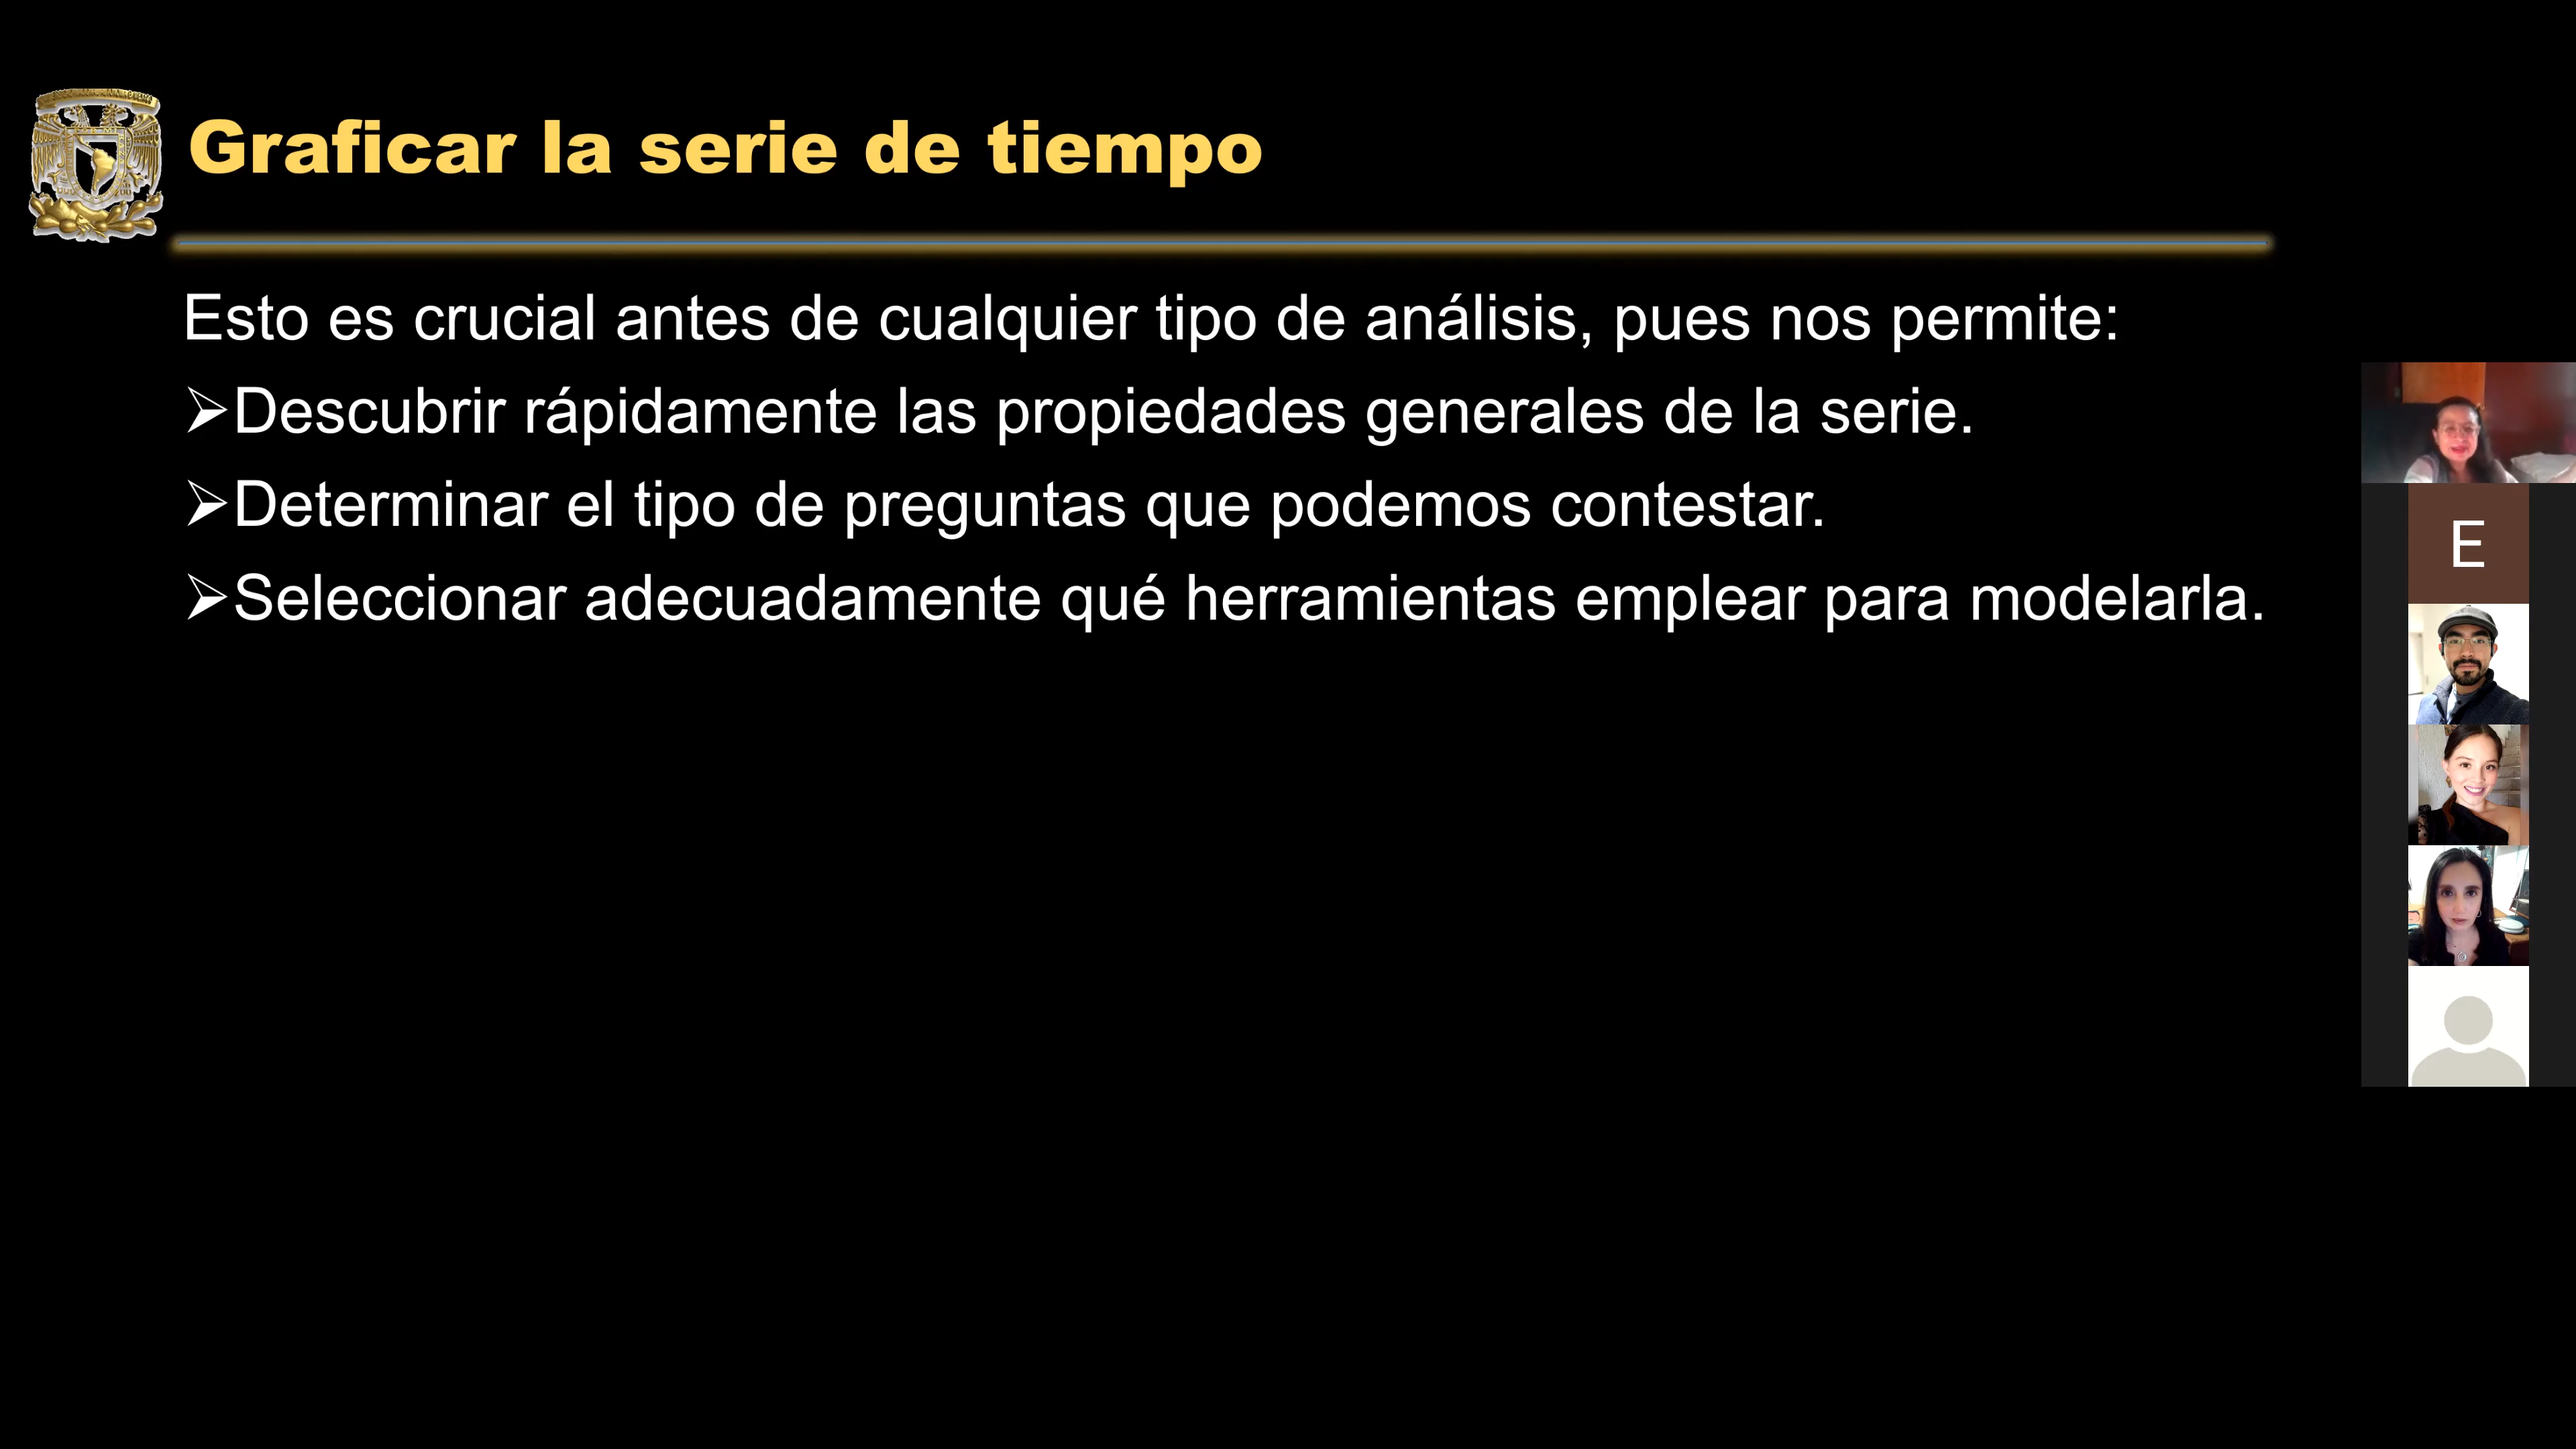 Graficar la serie de tiempo
Esto es crucial antes de cualquier tipo de análisis, pues nos permite:
➢Descubrir rápidamente las propiedades generales de la serie.
➢Determinar el tipo de preguntas que podemos contestar.
➢Seleccionar adecuadamente qué herramientas emplear para modelarla.
E